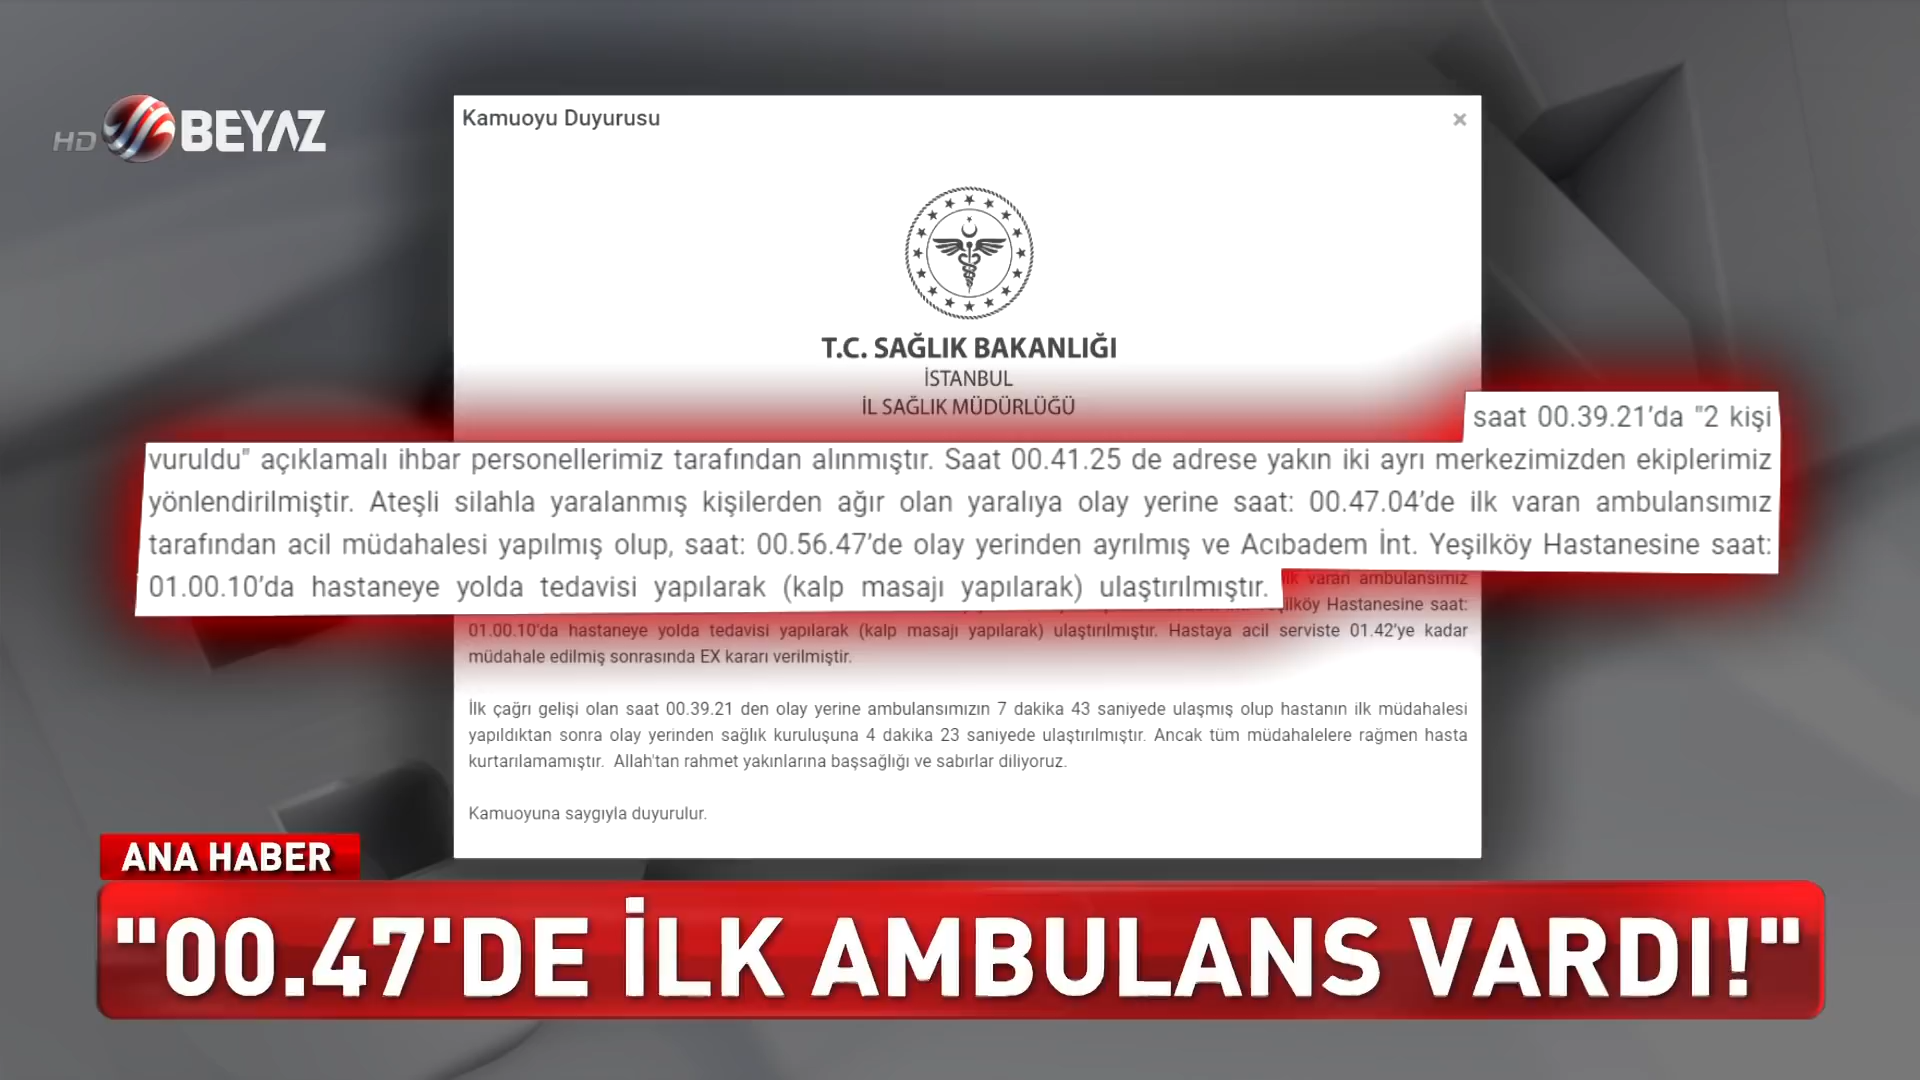 HD BEYAZ
Kamuoyu Duyurusu ×
T.C. SAĞLIK BAKANLIĞI
İSTANBUL
İL SAĞLIK MÜDÜRLÜĞÜ
saat 00.39.21’da "2 kişi
vuruldu" açıklamalı ihbar personellerimiz tarafından alınmıştır. Saat 00.41.25 de adrese yakın iki ayrı merkezimizden ekiplerimiz
yönlendirilmiştir. Ateşli silahla yaralanmış kişilerden ağır olan yaralıya olay yerine saat: 00.47.04’de ilk varan ambulansımız
tarafından acil müdahalesi yapılmış olup, saat: 00.56.47’de olay yerinden ayrılmış ve Acıbadem İnt. Yeşilköy Hastanesine saat:
01.00.10’da hastaneye yolda tedavisi yapılarak (kalp masajı yapılarak) ulaştırılmıştır.
varan ambulansımız
Hastanesine saat:
01.00.10’da hastaneye yolda tedavisi yapılarak (kalp masajı yapılarak) ulaştırılmıştır. Hastaya acil serviste 01.42’ye kadar
müdahale edilmiş sonrasında EX kararı verilmiştir.
İlk çağrı gelişi olan saat 00.39.21 den olay yerine ambulansımızın 7 dakika 43 saniyede ulaşmış olup hastanın ilk müdahalesi
yapıldıktan sonra olay yerinden sağlık kuruluşuna 4 dakika 23 saniyede ulaştırılmıştır. Ancak tüm müdahalelere rağmen hasta
kurtarılamamıştır. Allah'tan rahmet yakınlarına başsağlığı ve sabırlar diliyoruz.
Kamuoyuna saygıyla duyurulur.
ANA HABER
"00.47'DE İLK AMBULANS VARDI!"